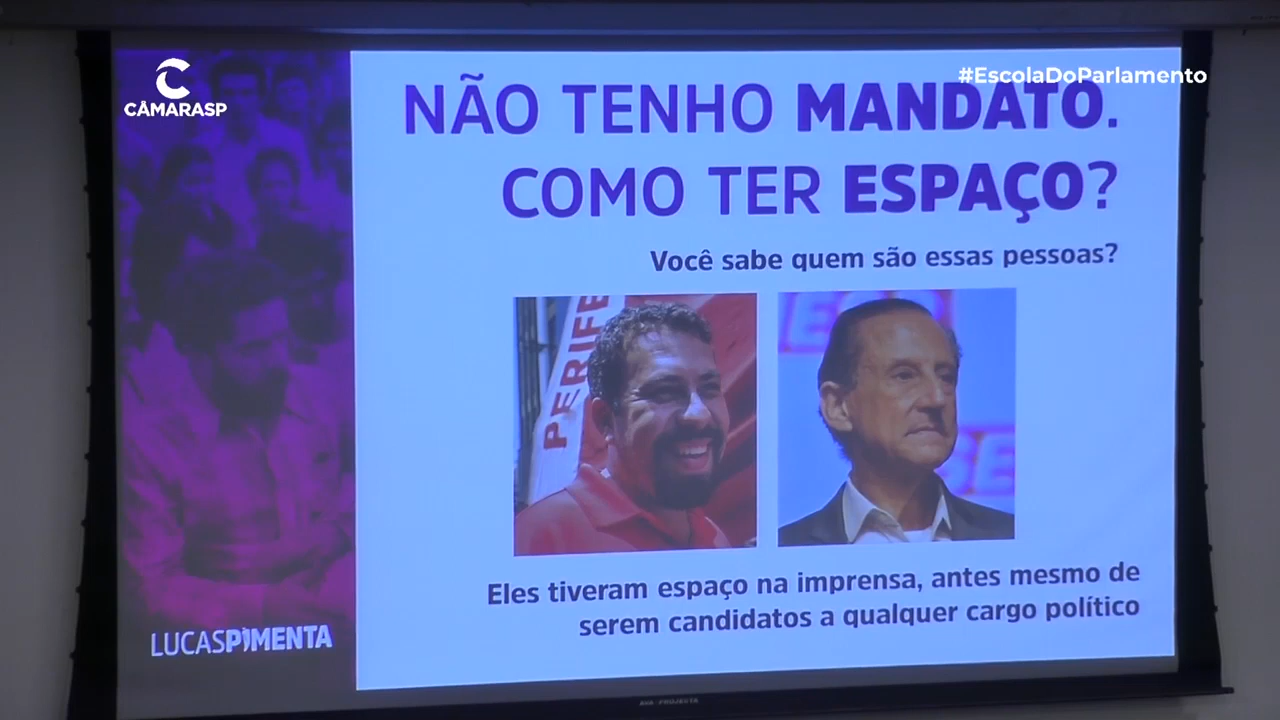 CÂMARASP
#EscolaDoParlamento
NÃO TENHO MANDATO.
COMO TER ESPAÇO?
Você sabe quem são essas pessoas?
PERIFE
Eles tiveram espaço na imprensa, antes mesmo de
serem candidatos a qualquer cargo político
LUCASPIMENTA